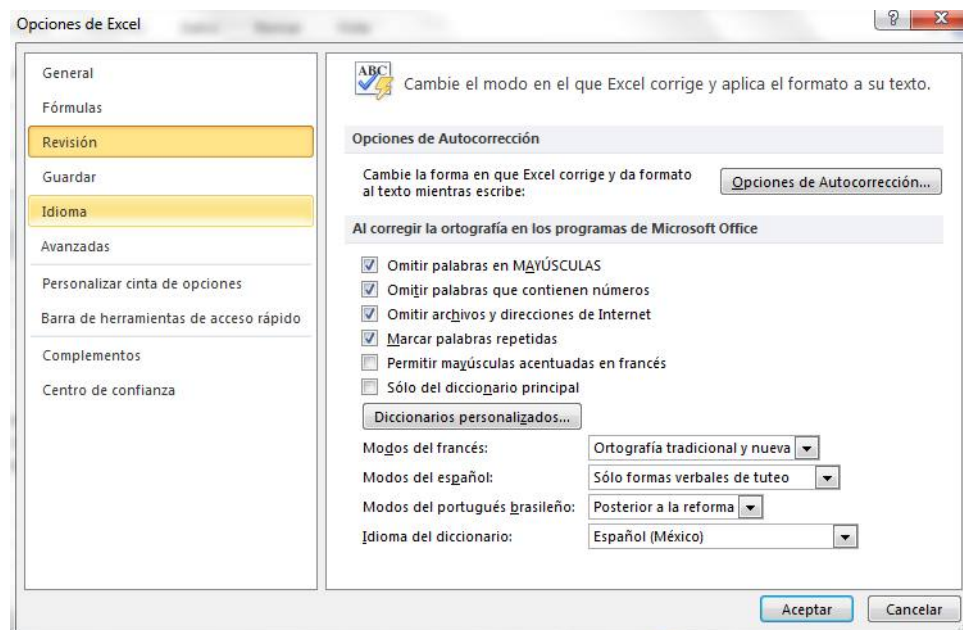 Opciones de Excel
General
Fórmulas
Revisión
Guardar
Idioma
Avanzadas
Personalizar cinta de opciones
Barra de herramientas de acceso rápido
Complementos
Centro de confianza
ABC
Cambie el modo en el que Excel corrige y aplica el formato a su texto.
Opciones de Autocorrección
Cambie la forma en que Excel corrige y da formato
al texto mientras escribe:
Opciones de Autocorrección...
Al corregir la ortografía en los programas de Microsoft Office
Omitir palabras en MAYÚSCULAS
Omitir palabras que contienen números
Omitir archivos y direcciones de Internet
Marcar palabras repetidas
Permitir mayúsculas acentuadas en francés
Sólo del diccionario principal
Diccionarios personalizados...
Modos del francés: Ortografía tradicional y nueva
Modos del español: Sólo formas verbales de tuteo
Modos del portugués brasileño: Posterior a la reforma
Idioma del diccionario: Español (México)
Aceptar Cancelar